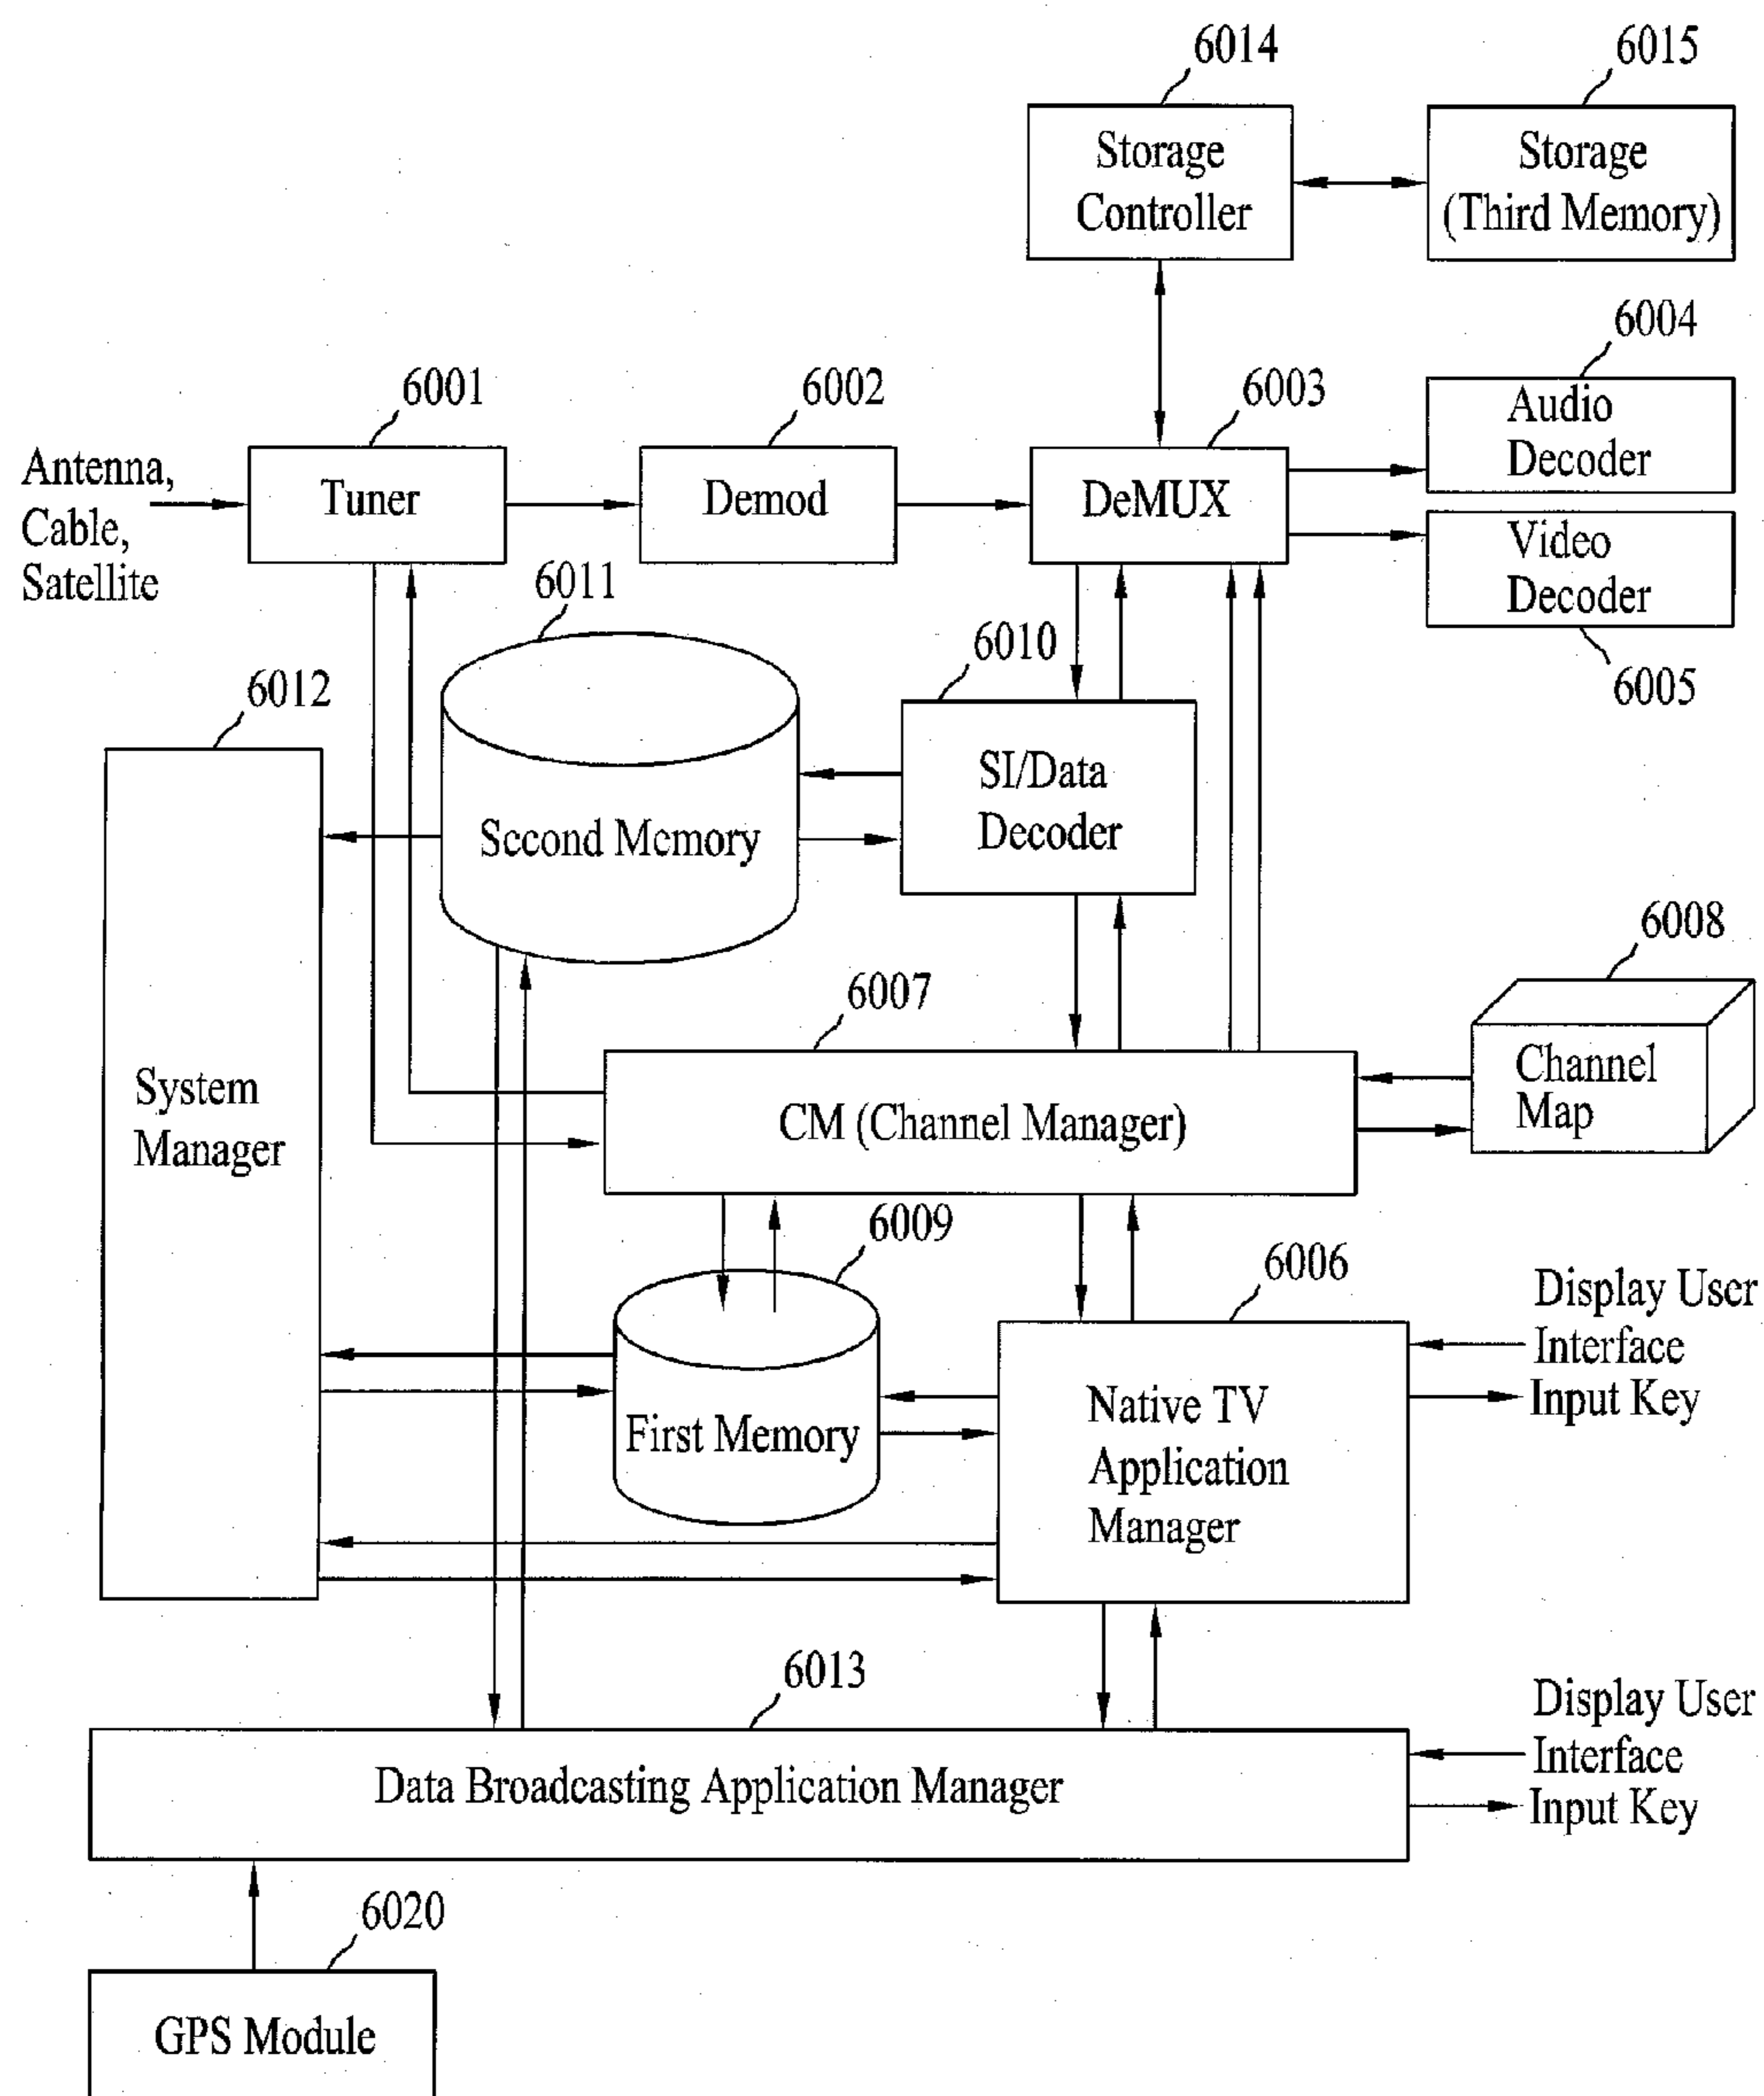 6014
6015
Storage
Controller
Storage
(Third Memory)
6004
6001
6002
6003
Audio
Decoder
Antenna,
Cable,
Satellite
Tuner
Demod
DeMUX
Video
Decoder
6005
6011
6010
6012
Second Memory
SI/Data
Decoder
6008
6007
System
Manager
CM (Channel Manager)
Channel
Map
6009
6006
Display User
Interface
Input Key
First Memory
Native TV
Application
Manager
6013
Display User
Interface
Input Key
Data Broadcasting Application Manager
6020
GPS Module